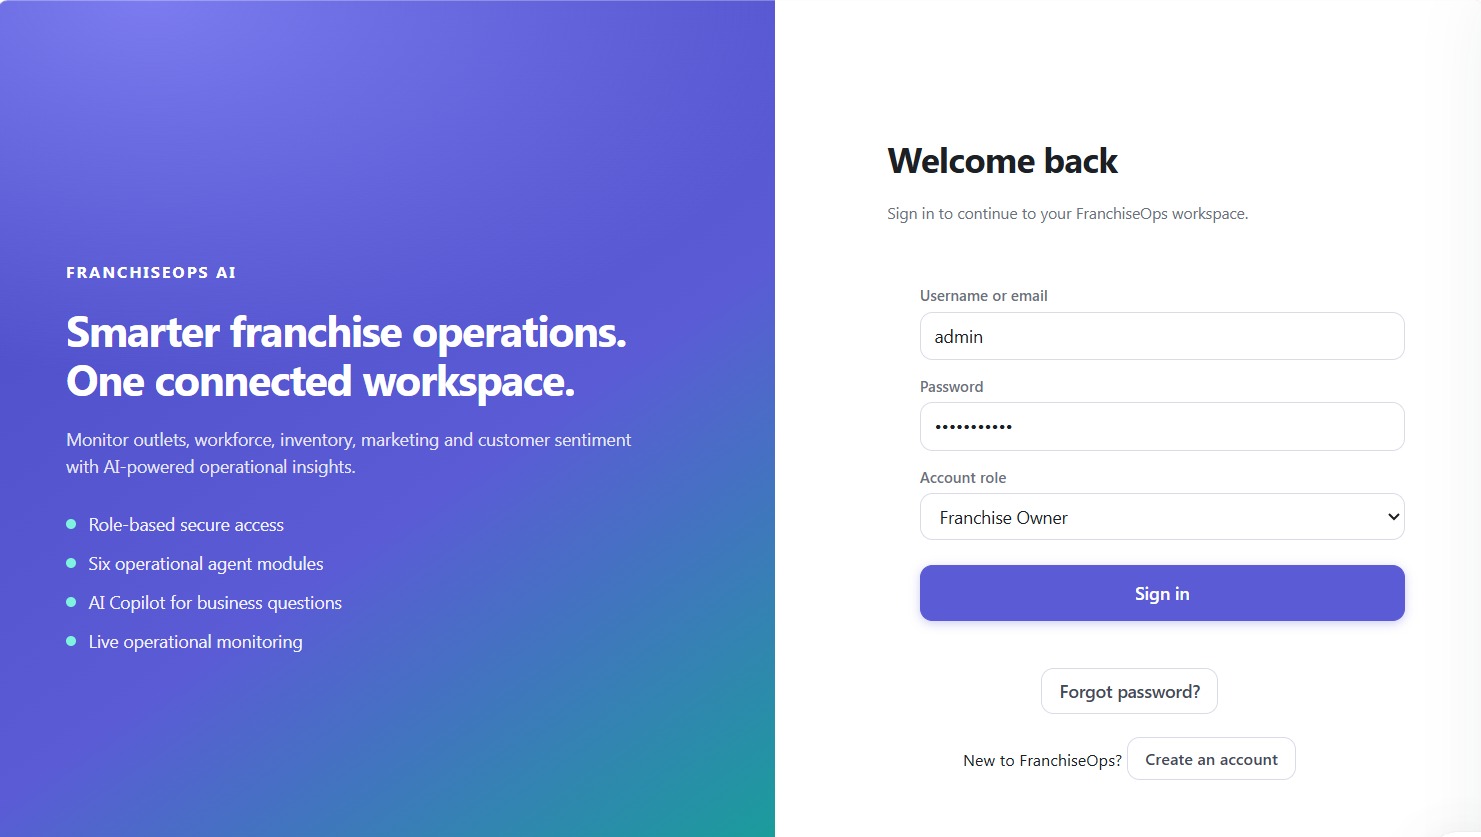 FRANCHISEOPS AI
Smarter franchise operations.
One connected workspace.
Monitor outlets, workforce, inventory, marketing and customer sentiment
with AI-powered operational insights.
Role-based secure access
Six operational agent modules
AI Copilot for business questions
Live operational monitoring
Welcome back
Sign in to continue to your FranchiseOps workspace.
Username or email
admin
Password
•••••••••••
Account role
Franchise Owner
Sign in
Forgot password?
New to FranchiseOps? Create an account